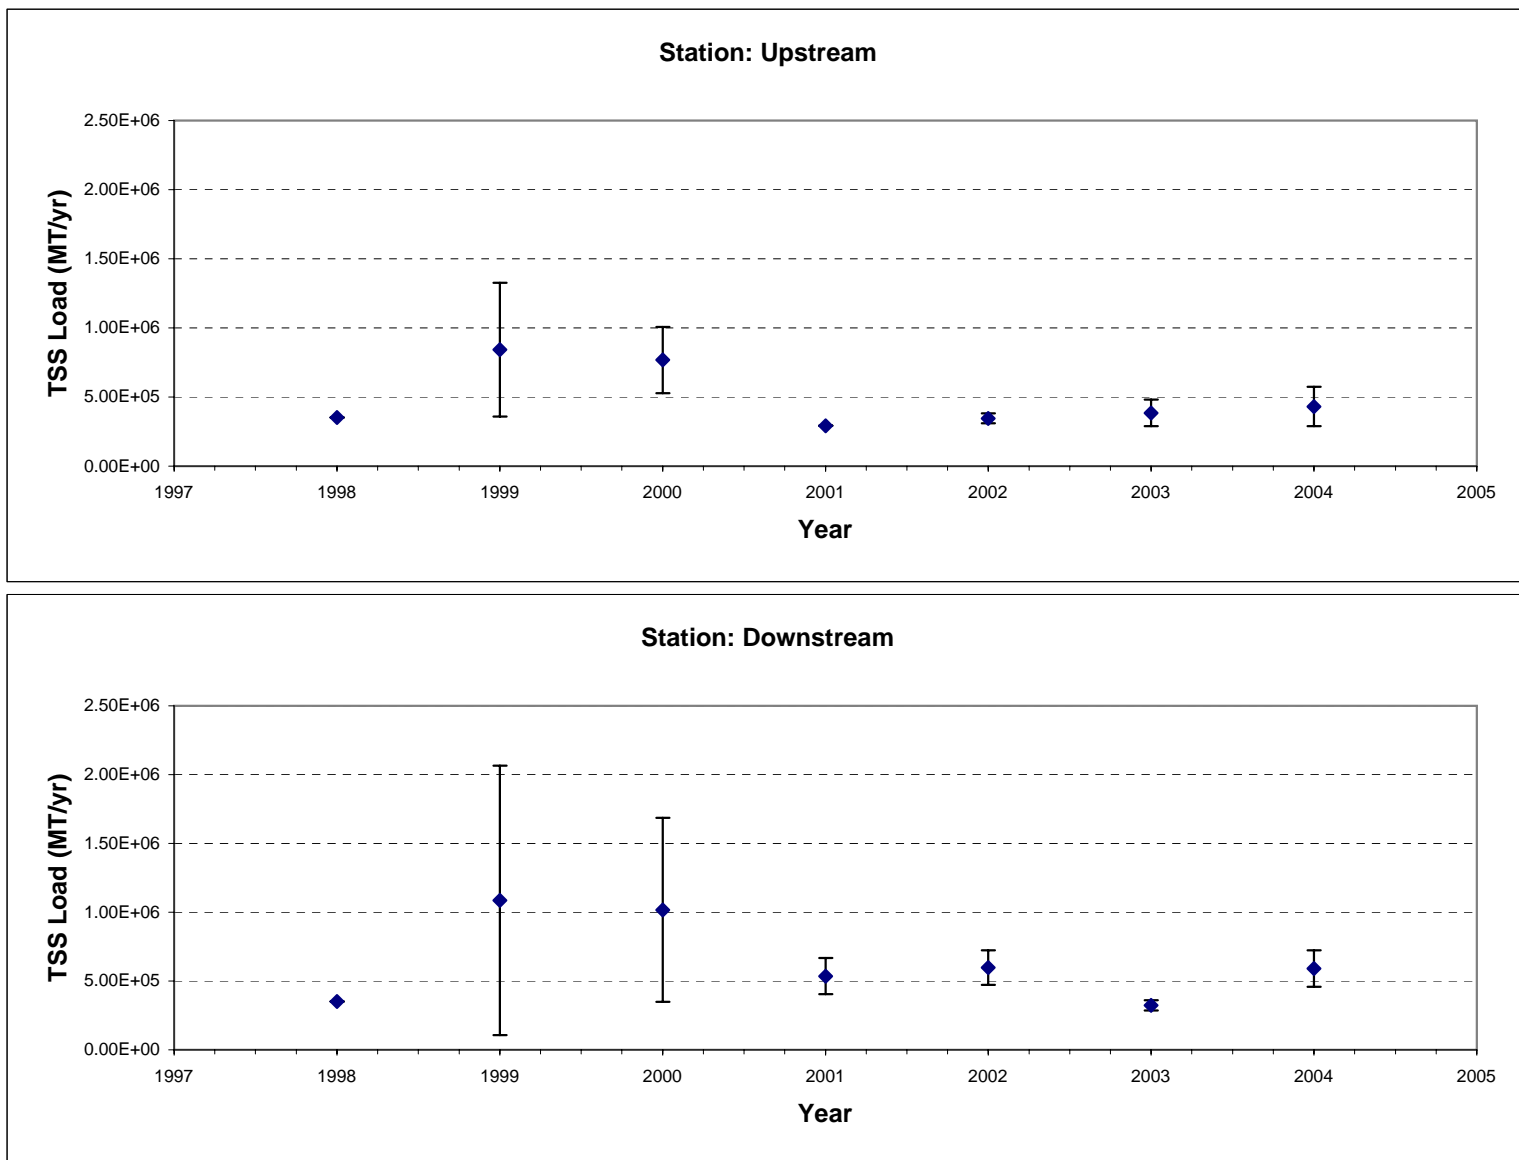 Station: Upstream
TSS Load (MT/yr)
2.50E+06
2.00E+06
1.50E+06
1.00E+06
5.00E+05
0.00E+00
1997 1998 1999 2000 2001 2002 2003 2004 2005
Year
Station: Downstream
TSS Load (MT/yr)
2.50E+06
2.00E+06
1.50E+06
1.00E+06
5.00E+05
0.00E+00
1997 1998 1999 2000 2001 2002 2003 2004 2005
Year